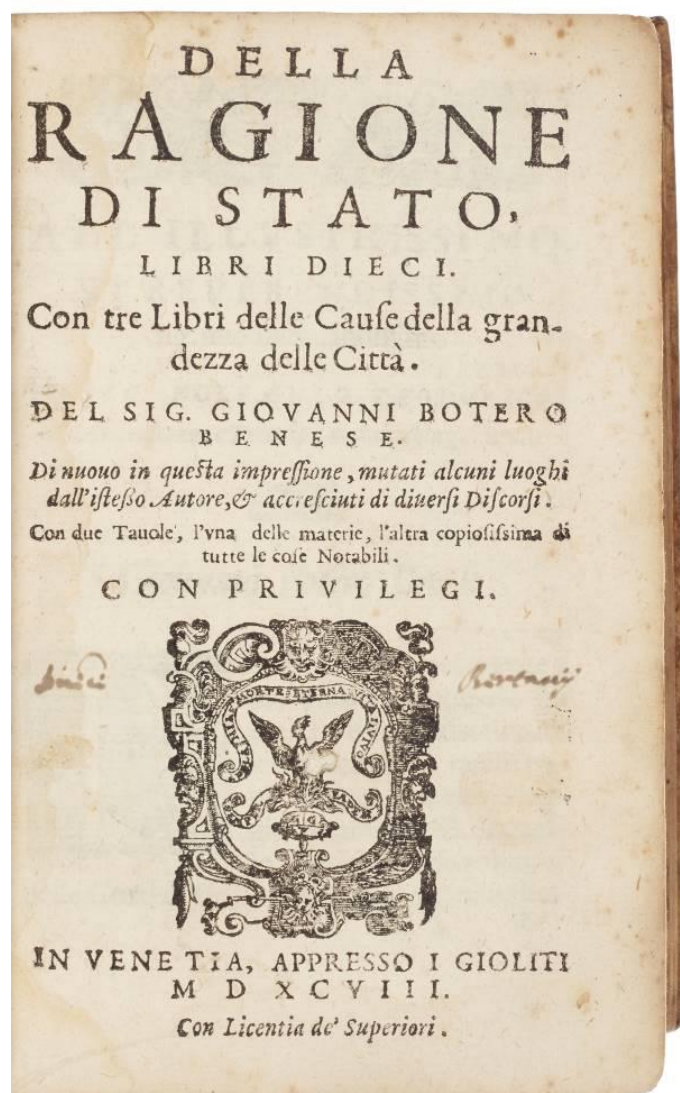 DELLA
RAGIONE
DI STATO,
LIBRI DIECI.
Con tre Libri delle Cauſe della gran-
dezza delle Città.
DEL SIG. GIOVANNI BOTERO
BENESE.
Di nuouo in queſta impreſſione, mutati alcuni luoghi
dall'iſteßo Autore, & accreſciuti di diuerſi Diſcorſi.
Con due Tauole, l'vna delle materie, l'altra copioſiſsima di
tutte le coſe Notabili.
CON PRIVILEGI.
IN VENETIA, APPRESSO I GIOLITI
M D XCVIII.
Con Licentia de' Superiori.